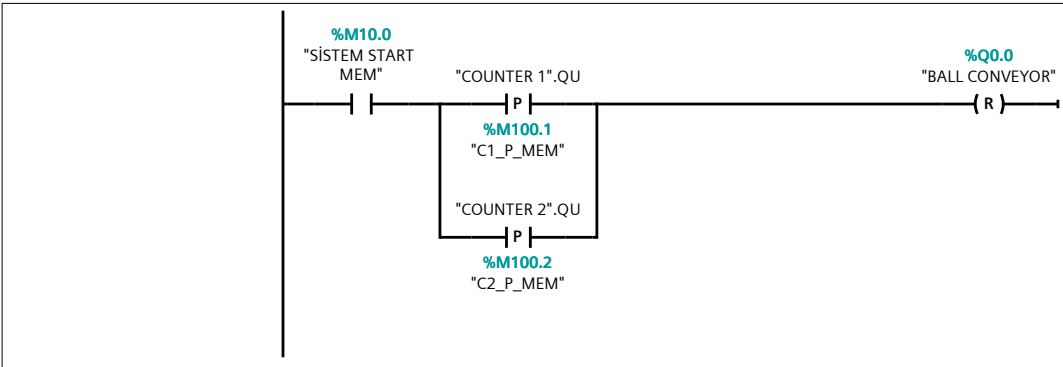 %M10.0
"SİSTEM START
MEM"
"COUNTER 1".QU
P
%M100.1
"C1_P_MEM"
"COUNTER 2".QU
P
%M100.2
"C2_P_MEM"
%Q0.0
"BALL CONVEYOR"
R